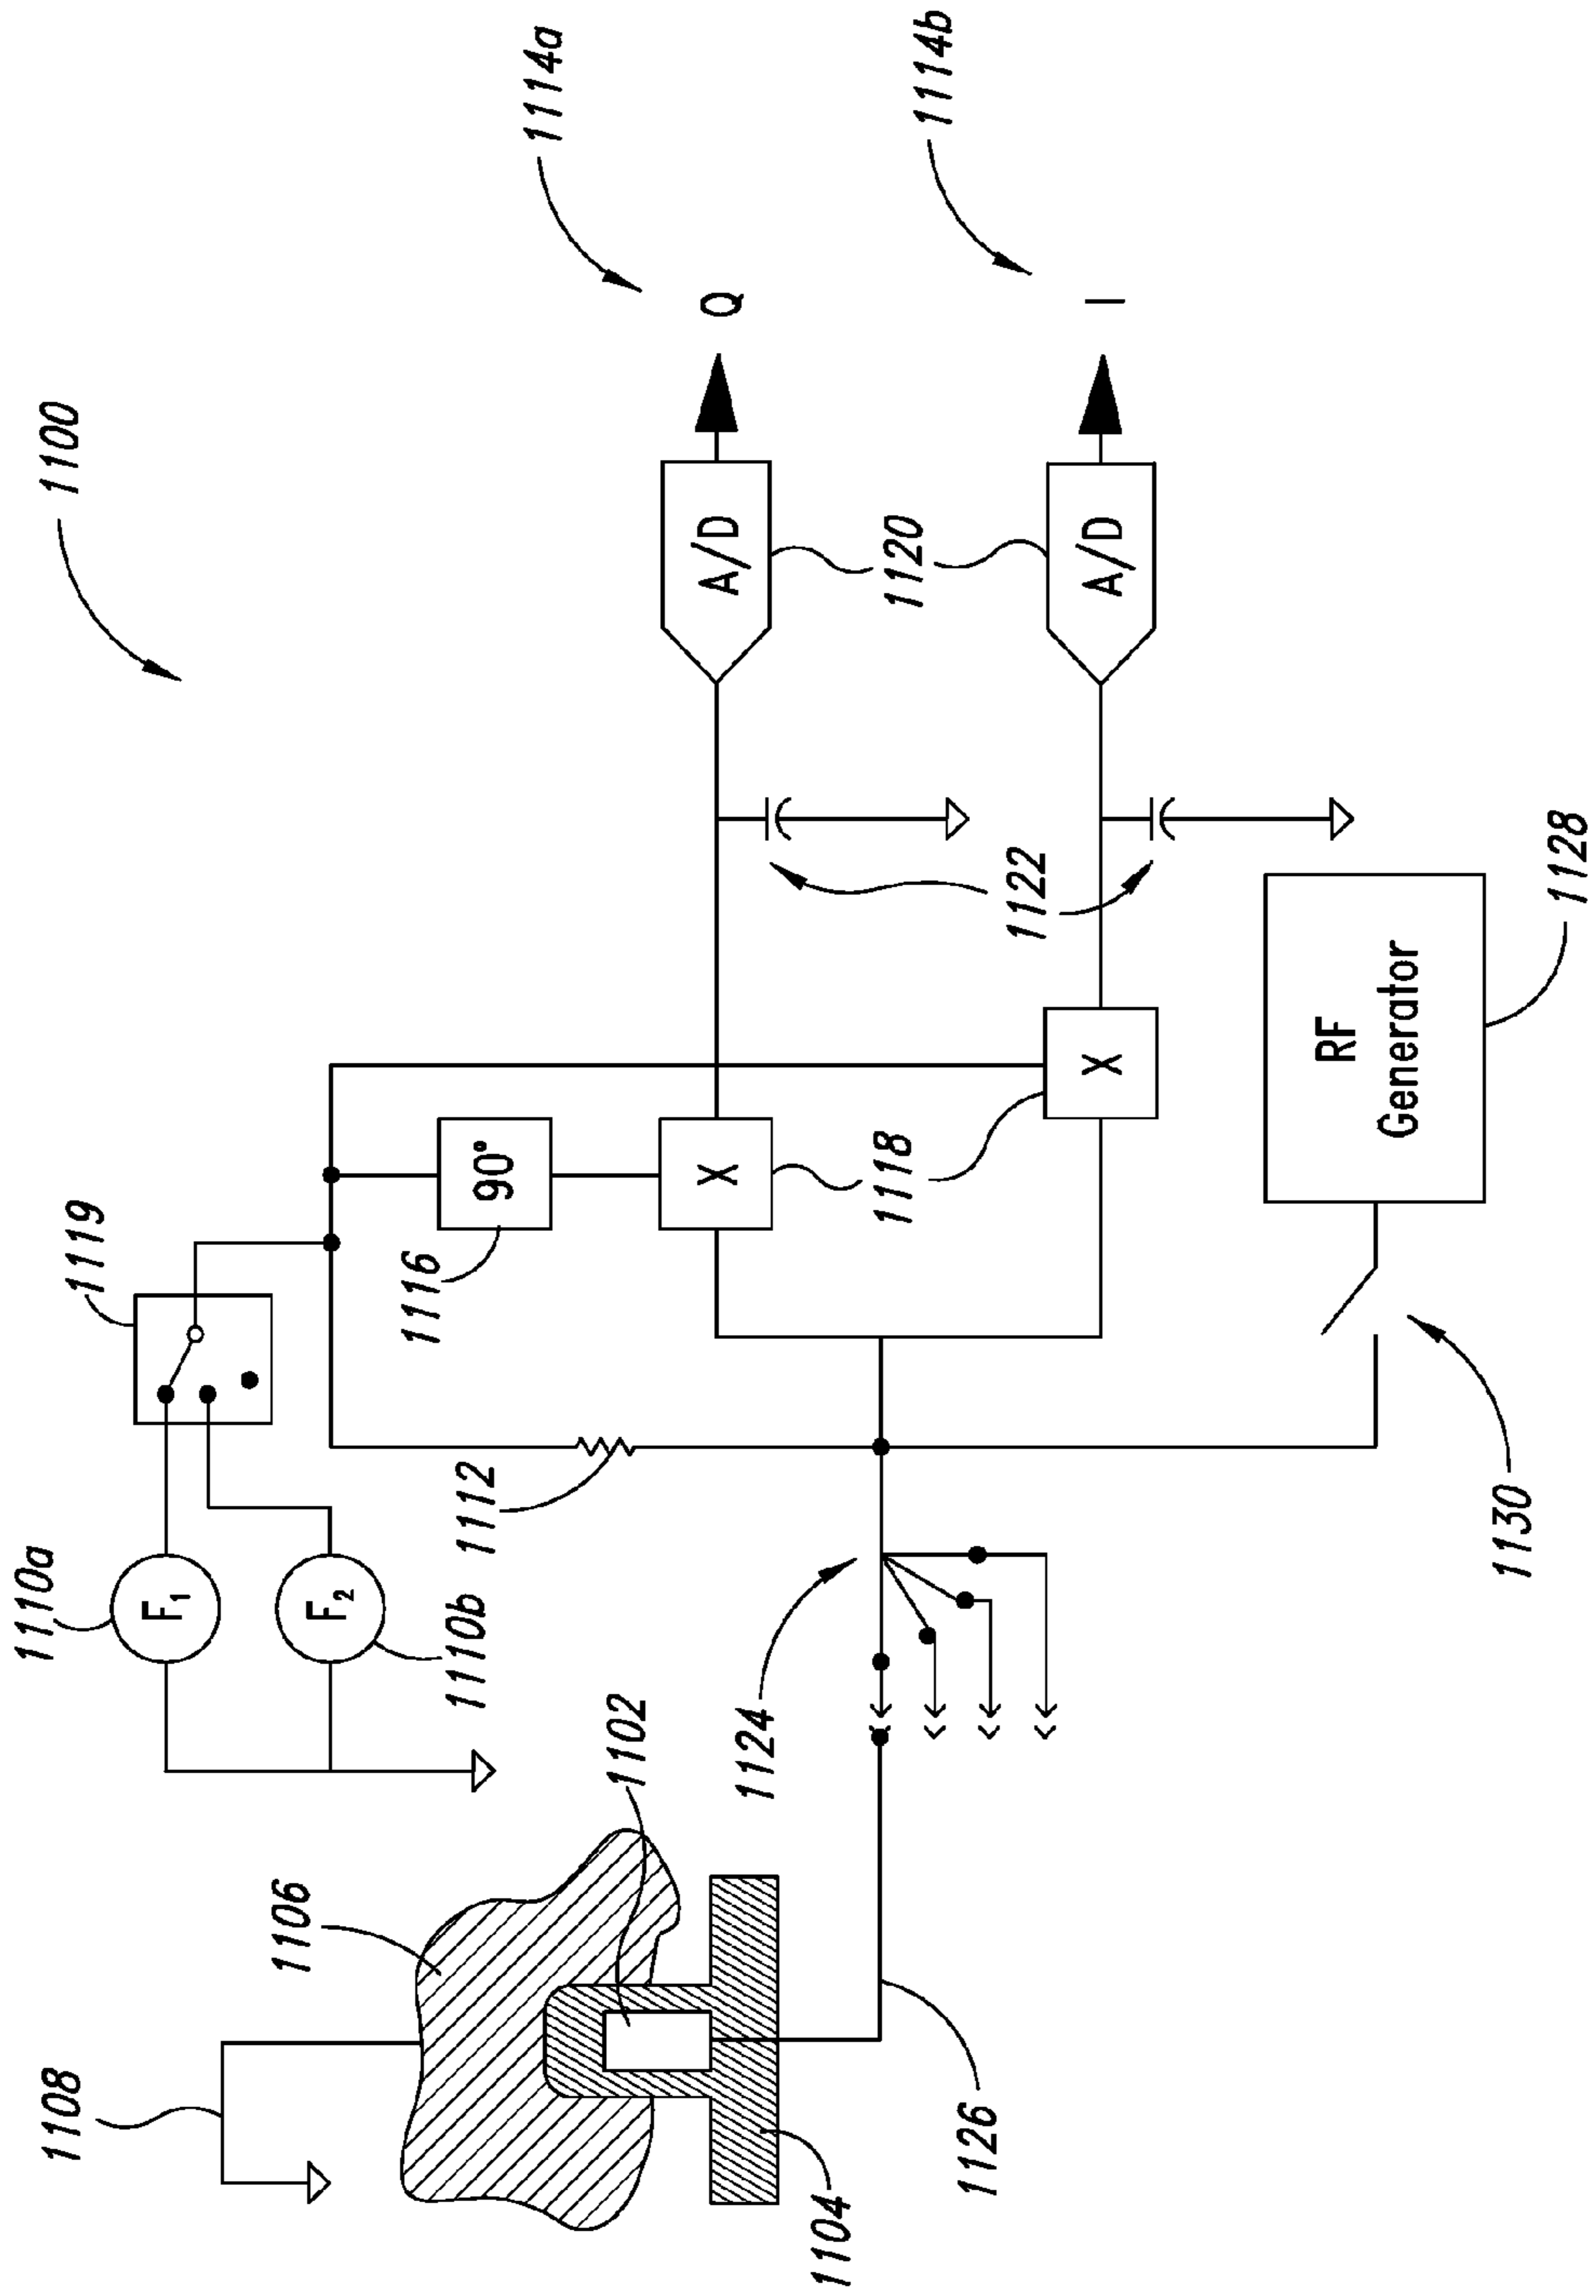 1100
1114a
1114b
Q
I
A/D
A/D
1120
1122
RF
Generator
1128
90°
X
X
1116
1118
1119
1112
1130
1110a
F1
F2
1110b
1102
1124
1106
1108
1104
1126